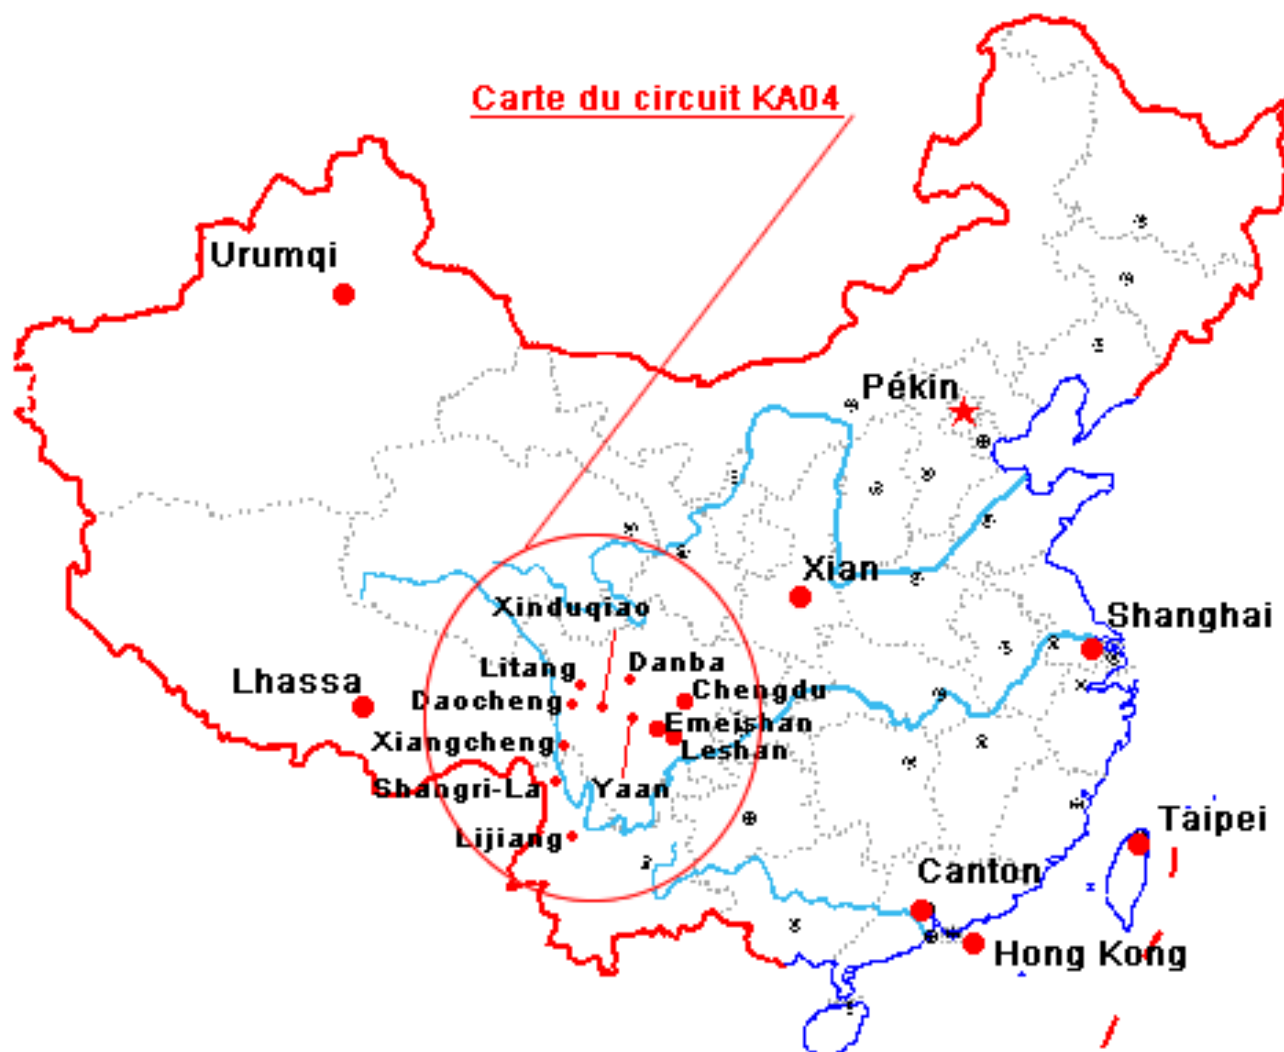 Carte du circuit KA04
Urumqi
Pékin
Xian
Xinduqiao
Shanghai
Litang
Danba
Lhassa
Daocheng
Chengdu
Emeishan
Xiangcheng
Leshan
Shangri-La
Yaan
Taipei
Lijiang
Canton
Hong Kong